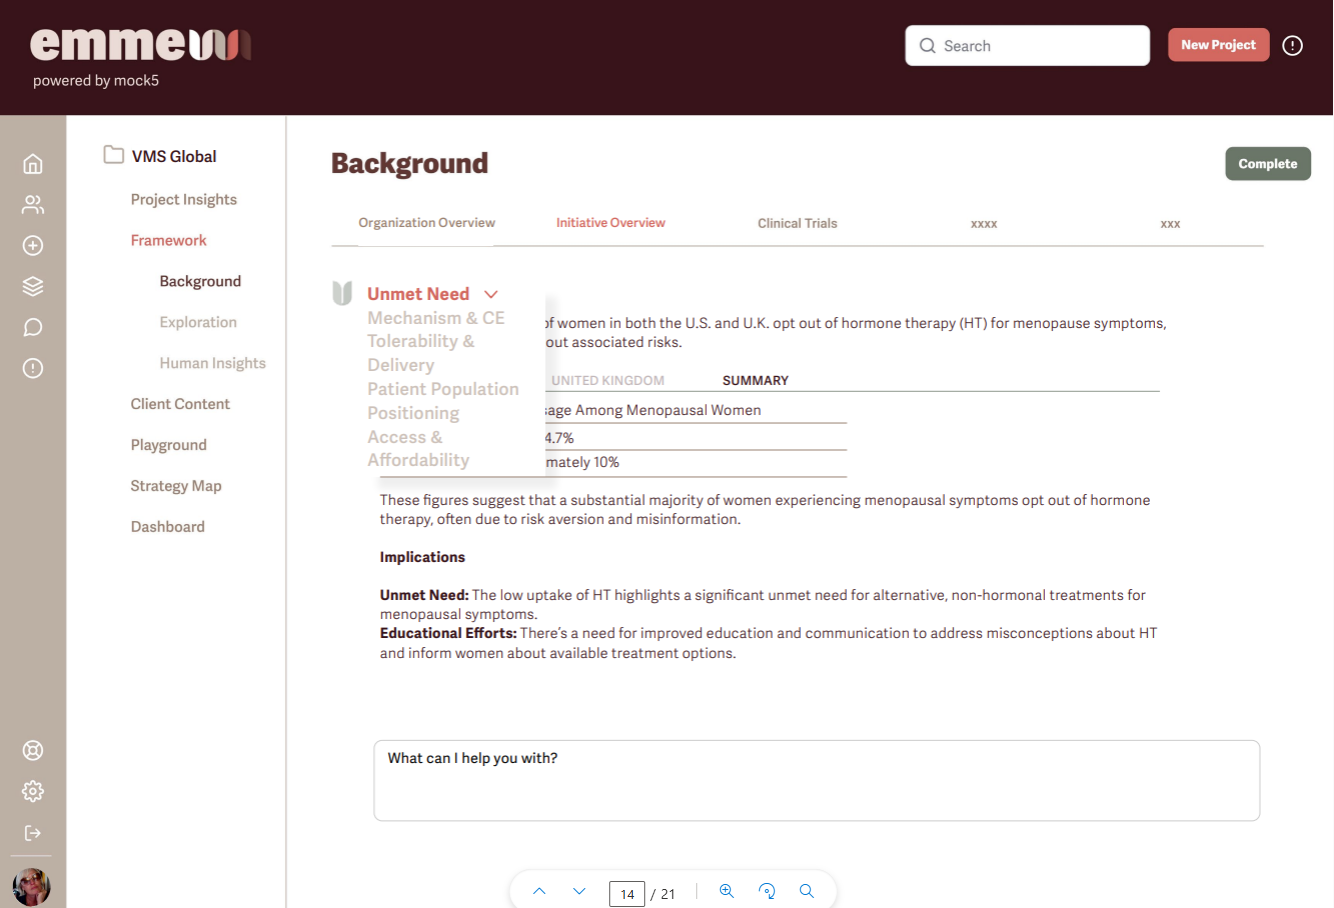 emme
powered by mock5
Search
New Project
VMS Global
Project Insights
Framework
Background
Exploration
Human Insights
Client Content
Playground
Strategy Map
Dashboard
Background
Complete
Organization Overview
Initiative Overview
Clinical Trials
xxxx
xxx
Unmet Need
Mechanism & CE
Tolerability &
Delivery
Patient Population
Positioning
Access &
Affordability
of women in both the U.S. and U.K. opt out of hormone therapy (HT) for menopause symptoms,
out associated risks.
UNITED KINGDOM
SUMMARY
sage Among Menopausal Women
4.7%
mately 10%
These figures suggest that a substantial majority of women experiencing menopausal symptoms opt out of hormone
therapy, often due to risk aversion and misinformation.
Implications
Unmet Need: The low uptake of HT highlights a significant unmet need for alternative, non-hormonal treatments for
menopausal symptoms.
Educational Efforts: There's a need for improved education and communication to address misconceptions about HT
and inform women about available treatment options.
What can I help you with?
14 / 21